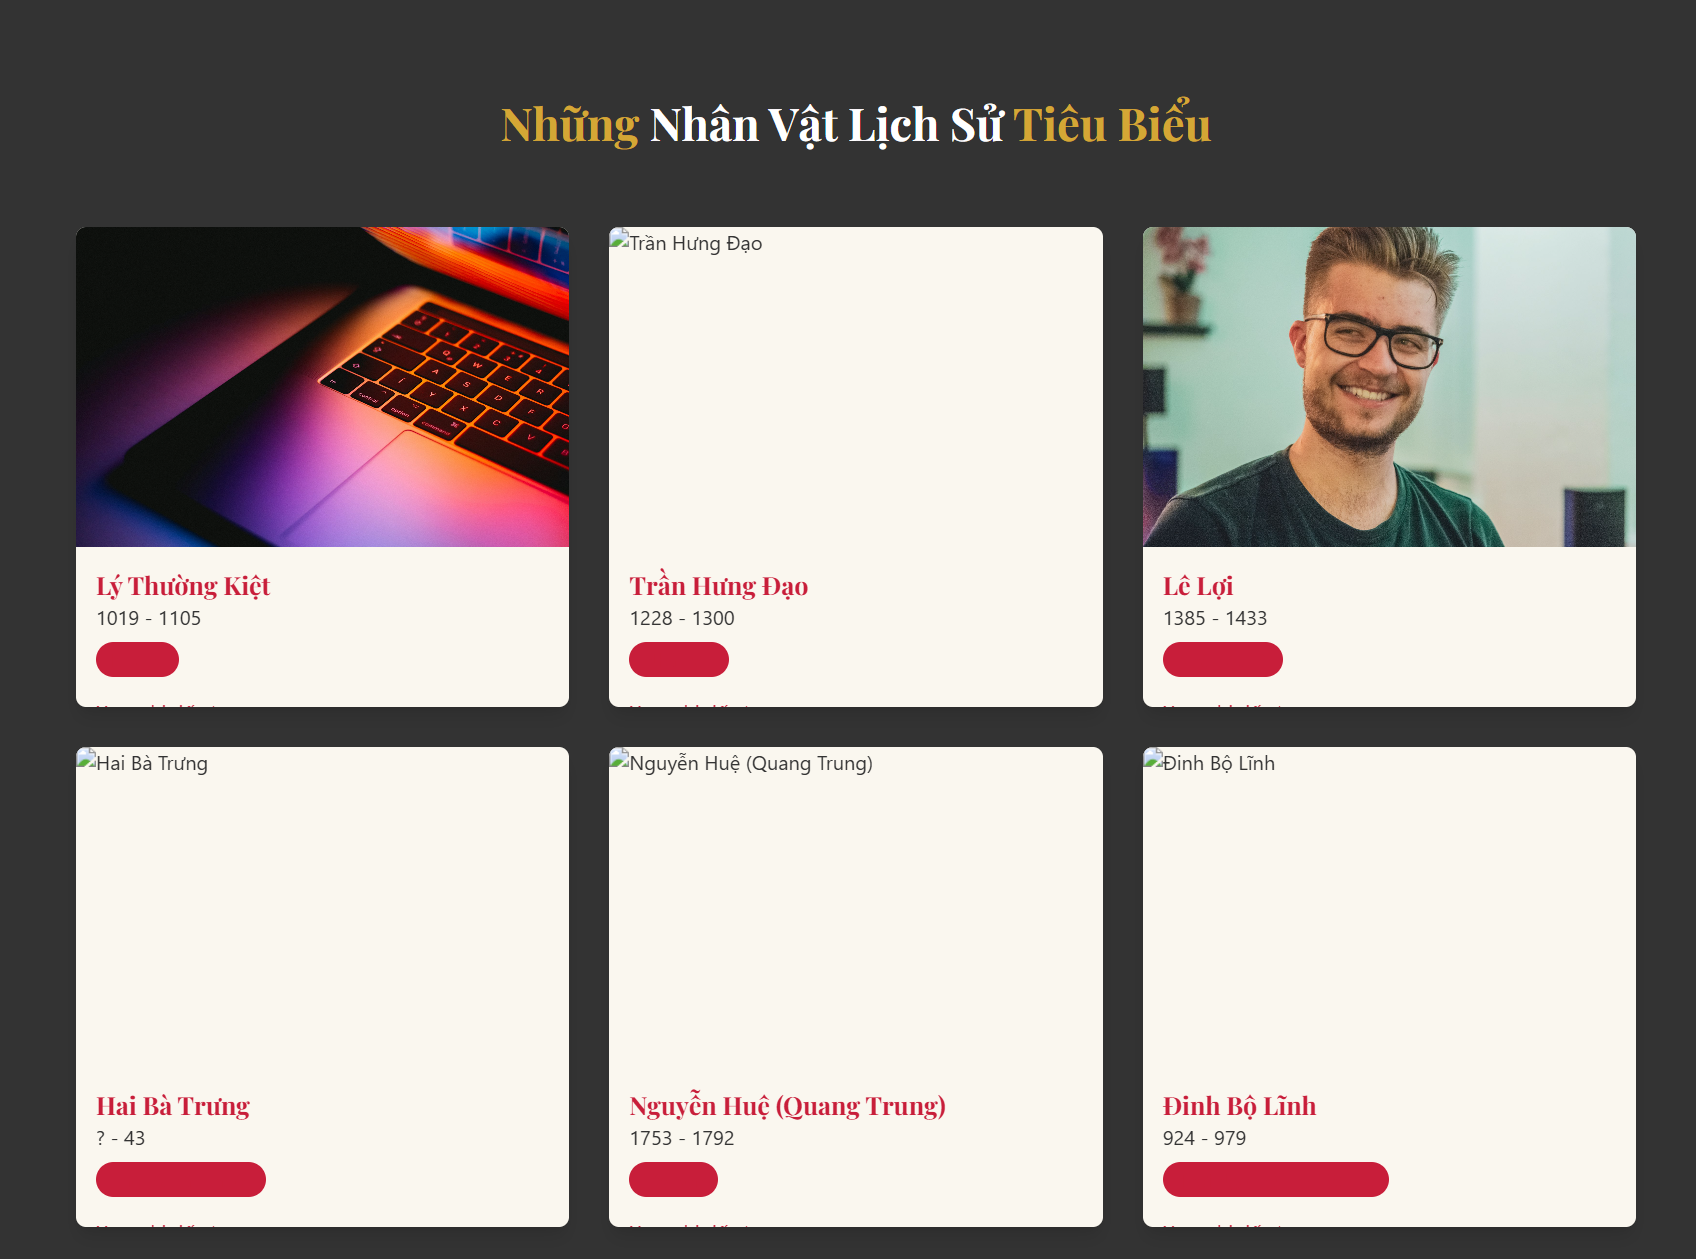 Những Nhân Vật Lịch Sử Tiêu Biểu
Lý Thường Kiệt
1019 - 1105
Trần Hưng Đạo
Trần Hưng Đạo
1228 - 1300
Lê Lợi
1385 - 1433
Hai Bà Trưng
Hai Bà Trưng
? - 43
Nguyễn Huệ (Quang Trung)
Nguyễn Huệ (Quang Trung)
1753 - 1792
Đinh Bộ Lĩnh
Đinh Bộ Lĩnh
924 - 979